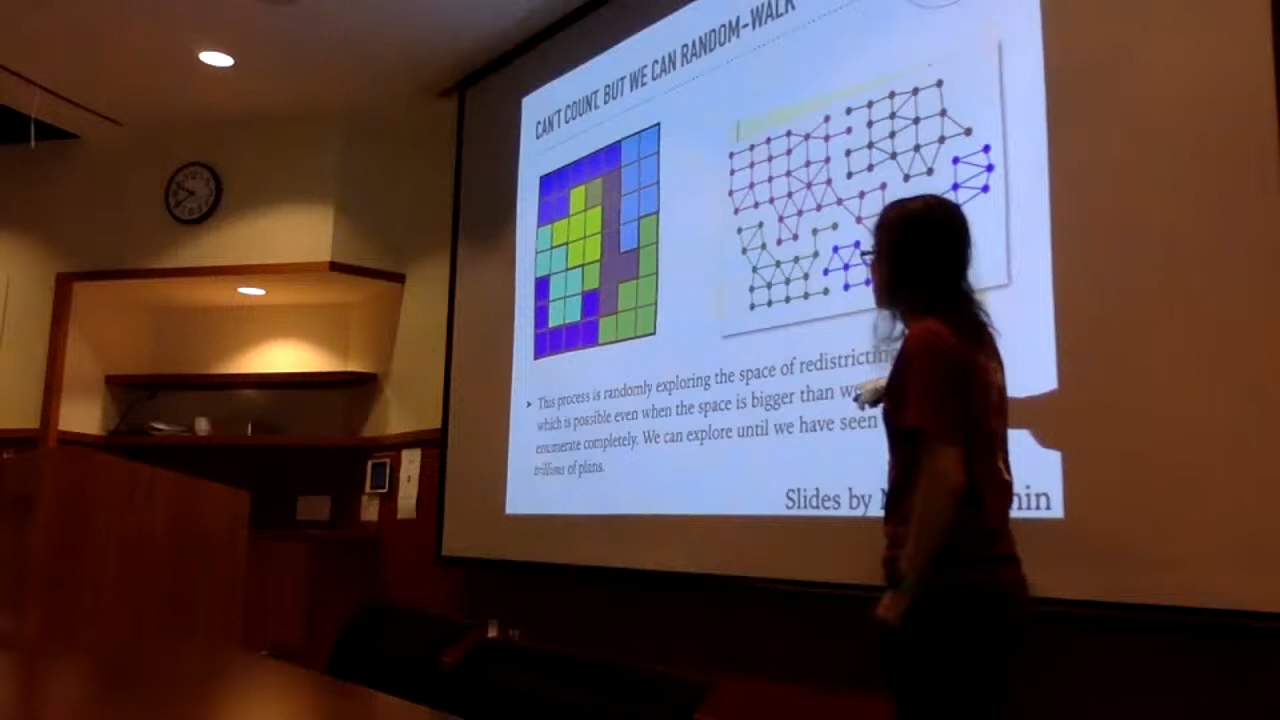 CAN'T COUNT, BUT WE CAN RANDOM-WALK
➤ This process is randomly exploring the space of redistricting
which is possible even when the space is bigger than we
enumerate completely. We can explore until we have seen
trillions of plans.
Slides by